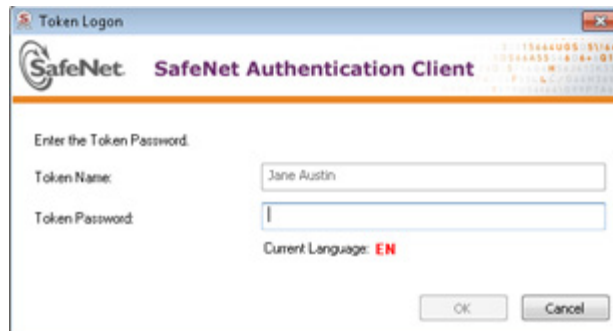 Token Logon
SafeNet SafeNet Authentication Client
Enter the Token Password.
Token Name: Jane Austin
Token Password:
Current Language: EN
OK Cancel